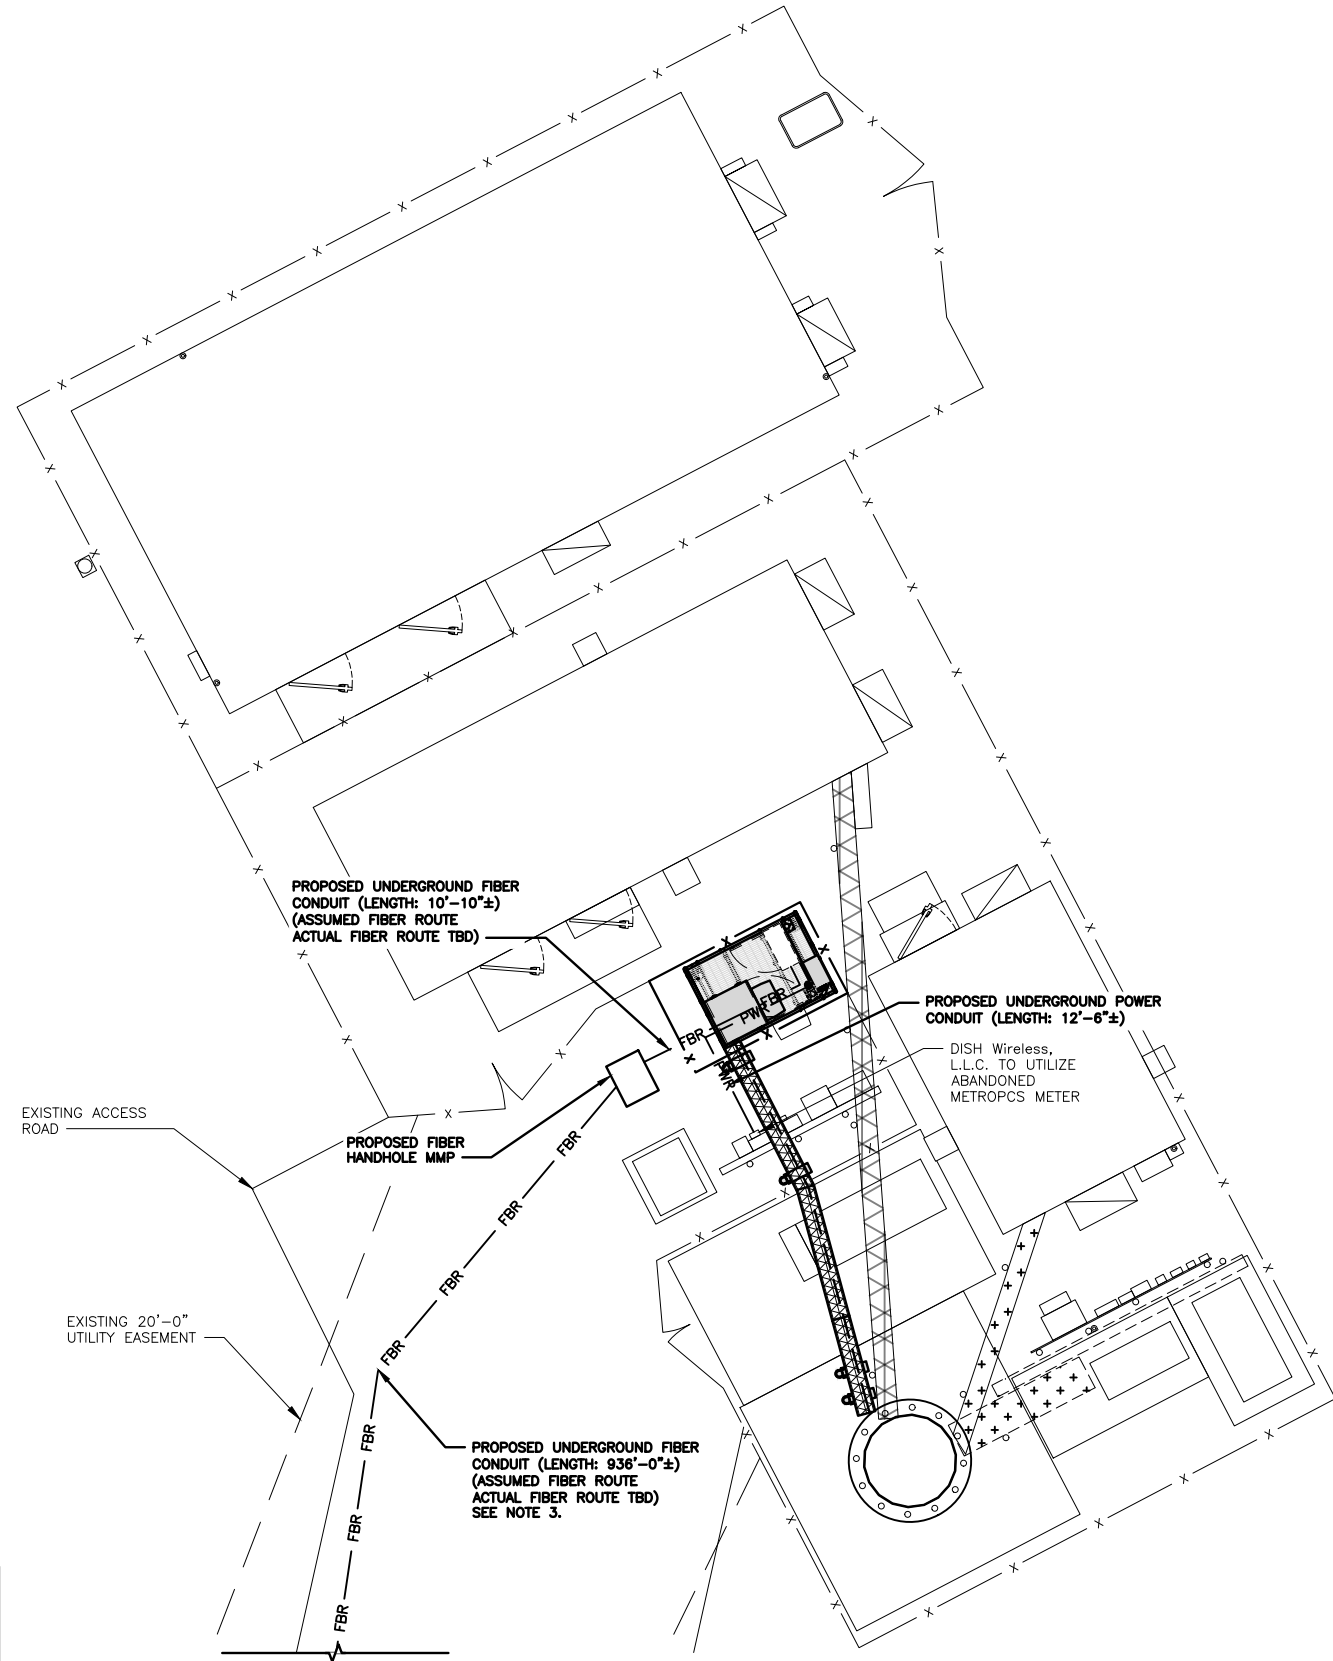 PROPOSED UNDERGROUND FIBER
CONDUIT (LENGTH: 10'-10"±)
(ASSUMED FIBER ROUTE
ACTUAL FIBER ROUTE TBD)
FBR
PWR
FBR
PWR
PROPOSED UNDERGROUND POWER
CONDUIT (LENGTH: 12'-6"±)
DISH Wireless,
L.L.C. TO UTILIZE
ABANDONED
METROPCS METER
EXISTING ACCESS
ROAD
PROPOSED FIBER
HANDHOLE MMP
FBR
FBR
FBR
FBR
EXISTING 20'-0"
UTILITY EASEMENT
FBR
FBR
FBR
PROPOSED UNDERGROUND FIBER
CONDUIT (LENGTH: 936'-0"±)
(ASSUMED FIBER ROUTE
ACTUAL FIBER ROUTE TBD)
SEE NOTE 3.